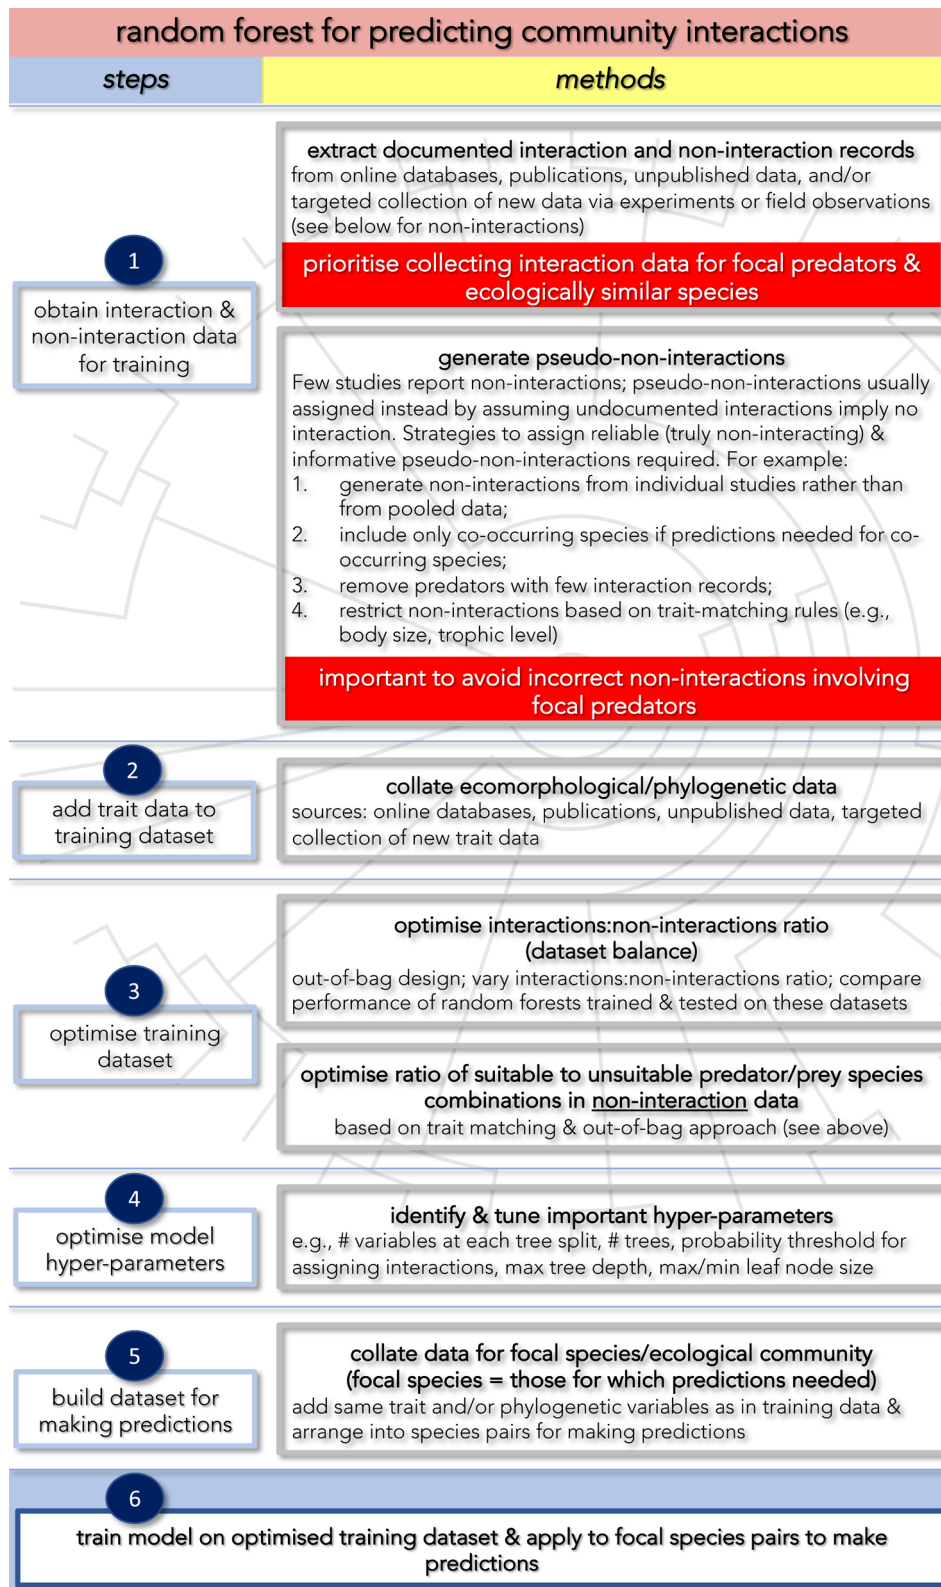 random forest for predicting community interactions
steps
methods
1
obtain interaction &
non-interaction data
for training
extract documented interaction and non-interaction records
from online databases, publications, unpublished data, and/or
targeted collection of new data via experiments or field observations
(see below for non-interactions)
prioritise collecting interaction data for focal predators &
ecologically similar species
generate pseudo-non-interactions
Few studies report non-interactions; pseudo-non-interactions usually
assigned instead by assuming undocumented interactions imply no
interaction. Strategies to assign reliable (truly non-interacting) &
informative pseudo-non-interactions required. For example:
1. generate non-interactions from individual studies rather than
from pooled data;
2. include only co-occurring species if predictions needed for co-
occurring species;
3. remove predators with few interaction records;
4. restrict non-interactions based on trait-matching rules (e.g.,
body size, trophic level)
important to avoid incorrect non-interactions involving
focal predators
2
add trait data to
training dataset
collate ecomorphological/phylogenetic data
sources: online databases, publications, unpublished data, targeted
collection of new trait data
3
optimise training
dataset
optimise interactions:non-interactions ratio
(dataset balance)
out-of-bag design; vary interactions:non-interactions ratio; compare
performance of random forests trained & tested on these datasets
optimise ratio of suitable to unsuitable predator/prey species
combinations in non-interaction data
based on trait matching & out-of-bag approach (see above)
4
optimise model
hyper-parameters
identify & tune important hyper-parameters
e.g., # variables at each tree split, # trees, probability threshold for
assigning interactions, max tree depth, max/min leaf node size
5
build dataset for
making predictions
collate data for focal species/ecological community
(focal species = those for which predictions needed)
add same trait and/or phylogenetic variables as in training data &
arrange into species pairs for making predictions
6
train model on optimised training dataset & apply to focal species pairs to make
predictions